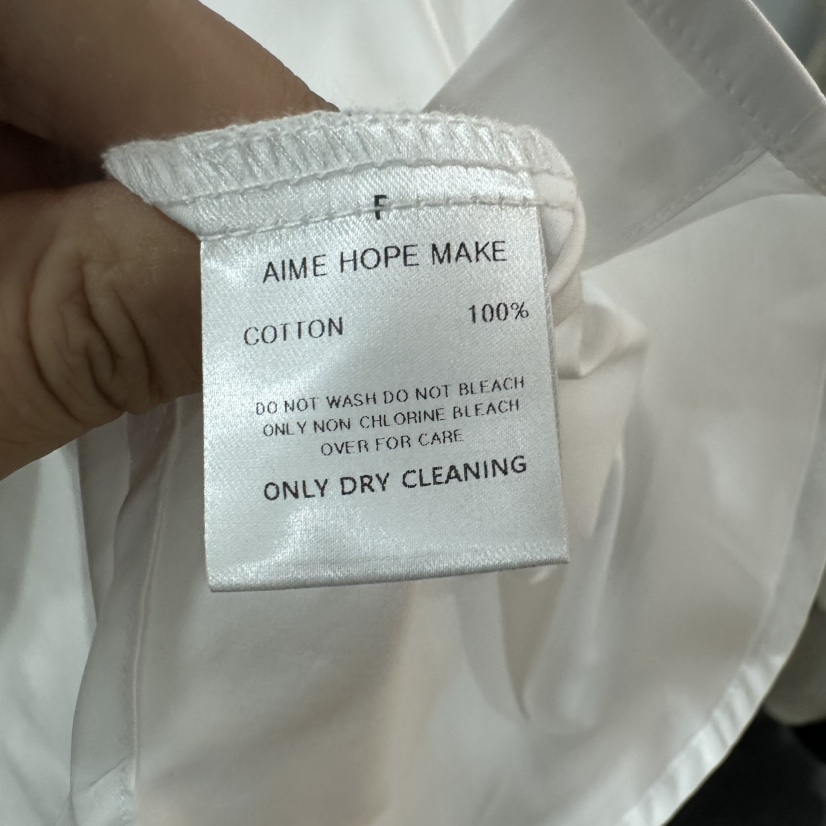 F
AIME HOPE MAKE
COTTON 100%
DO NOT WASH DO NOT BLEACH
ONLY NON CHLORINE BLEACH
OVER FOR CARE
ONLY DRY CLEANING